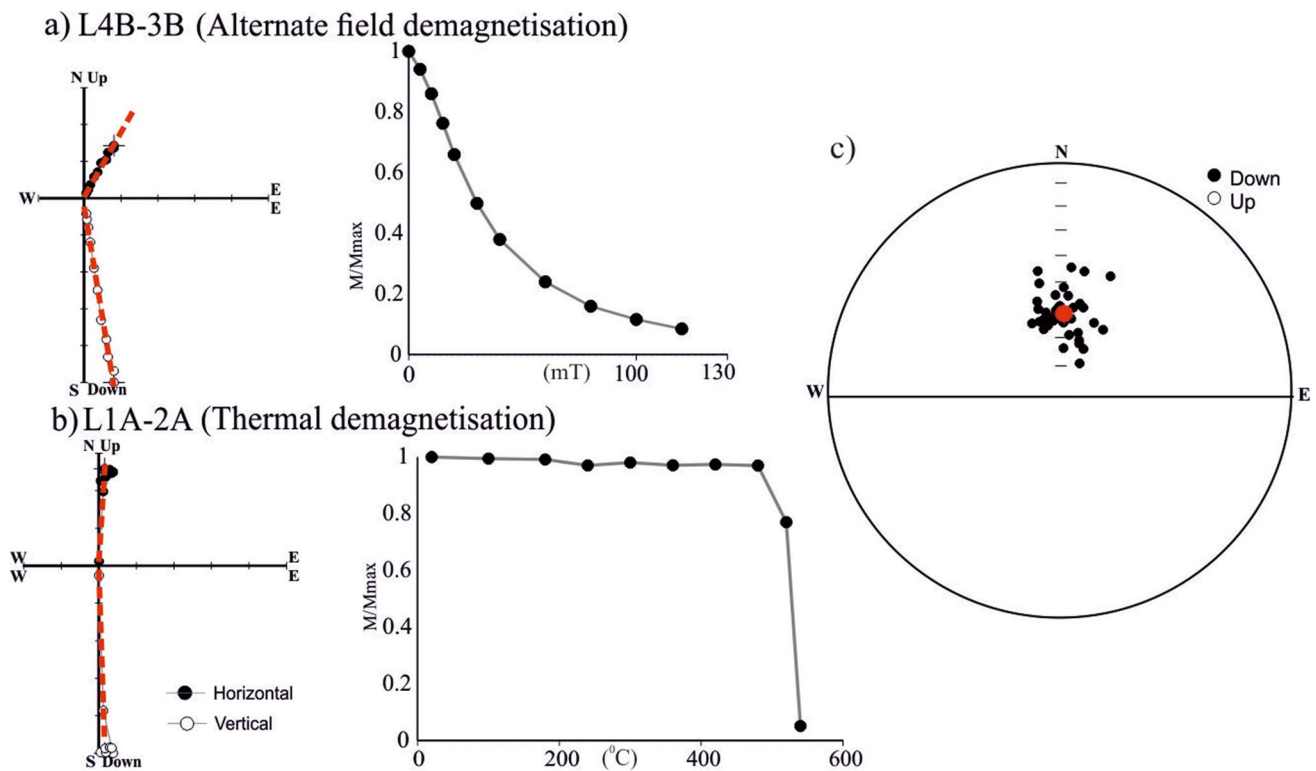 a) L4B-3B (Alternate field demagnetisation)
N Up
W
E
E
S Down
M/Mmax
1
0.8
0.6
0.4
0.2
0
0
(mT)
100
130
b) L1A-2A (Thermal demagnetisation)
N Up
W
W
E
E
S Down
Horizontal
Vertical
M/Mmax
1
0.8
0.6
0.4
0.2
0
0
200
(⁰C)
400
600
c)
N
W
E
Down
Up